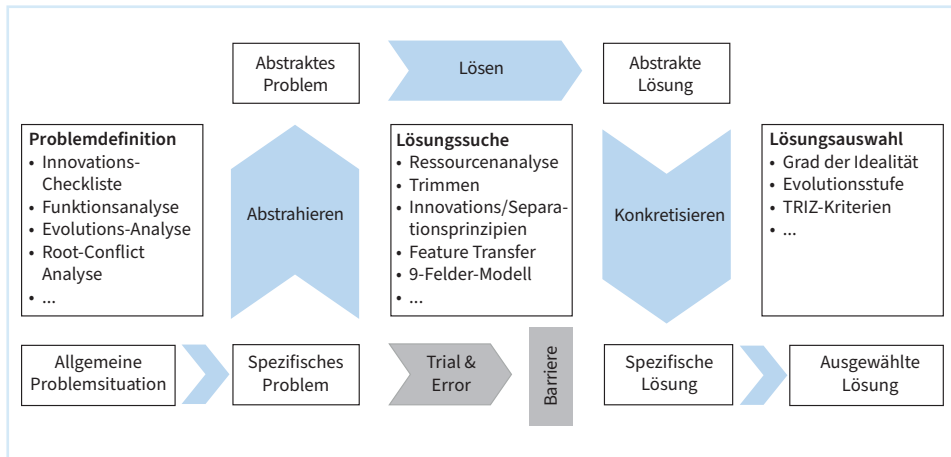 Abstraktes
Problem
Lösen
Abstrakte
Lösung
Problemdefinition
• Innovations-
Checkliste
• Funktionsanalyse
• Evolutions-Analyse
• Root-Conflict
Analyse
• ...
Abstrahieren
Lösungssuche
• Ressourcenanalyse
• Trimmen
• Innovations/Separa-
tionsprinzipien
• Feature Transfer
• 9-Felder-Modell
• ...
Konkretisieren
Lösungsauswahl
• Grad der Idealität
• Evolutionsstufe
• TRIZ-Kriterien
• ...
Allgemeine
Problemsituation
Spezifisches
Problem
Trial &
Error
Barriere
Spezifische
Lösung
Ausgewählte
Lösung